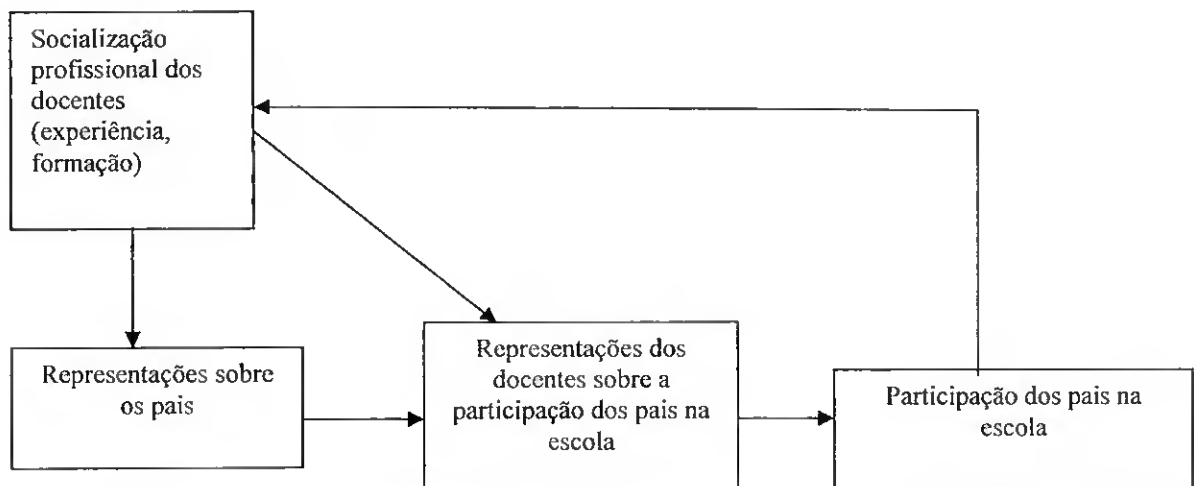 Socialização
profissional dos
docentes
(experiência,
formação)
Representações sobre
os pais
Representações dos
docentes sobre a
participação dos pais na
escola
Participação dos pais na
escola